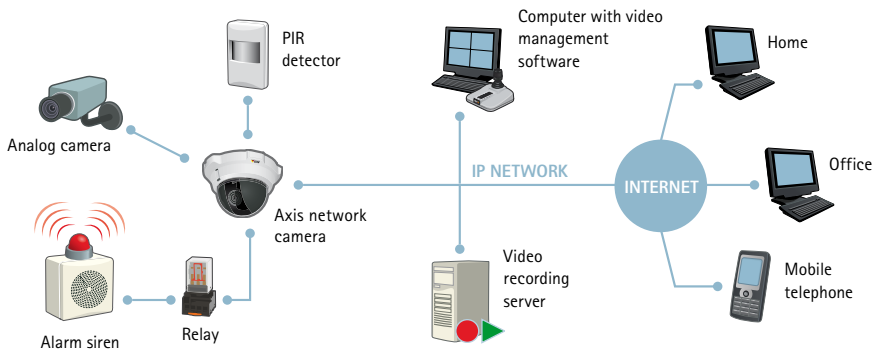 PIR
detector
Analog camera
Axis network
camera
Alarm siren
Relay
Computer with video
management
software
IP NETWORK
Video
recording
server
INTERNET
Home
Office
Mobile
telephone